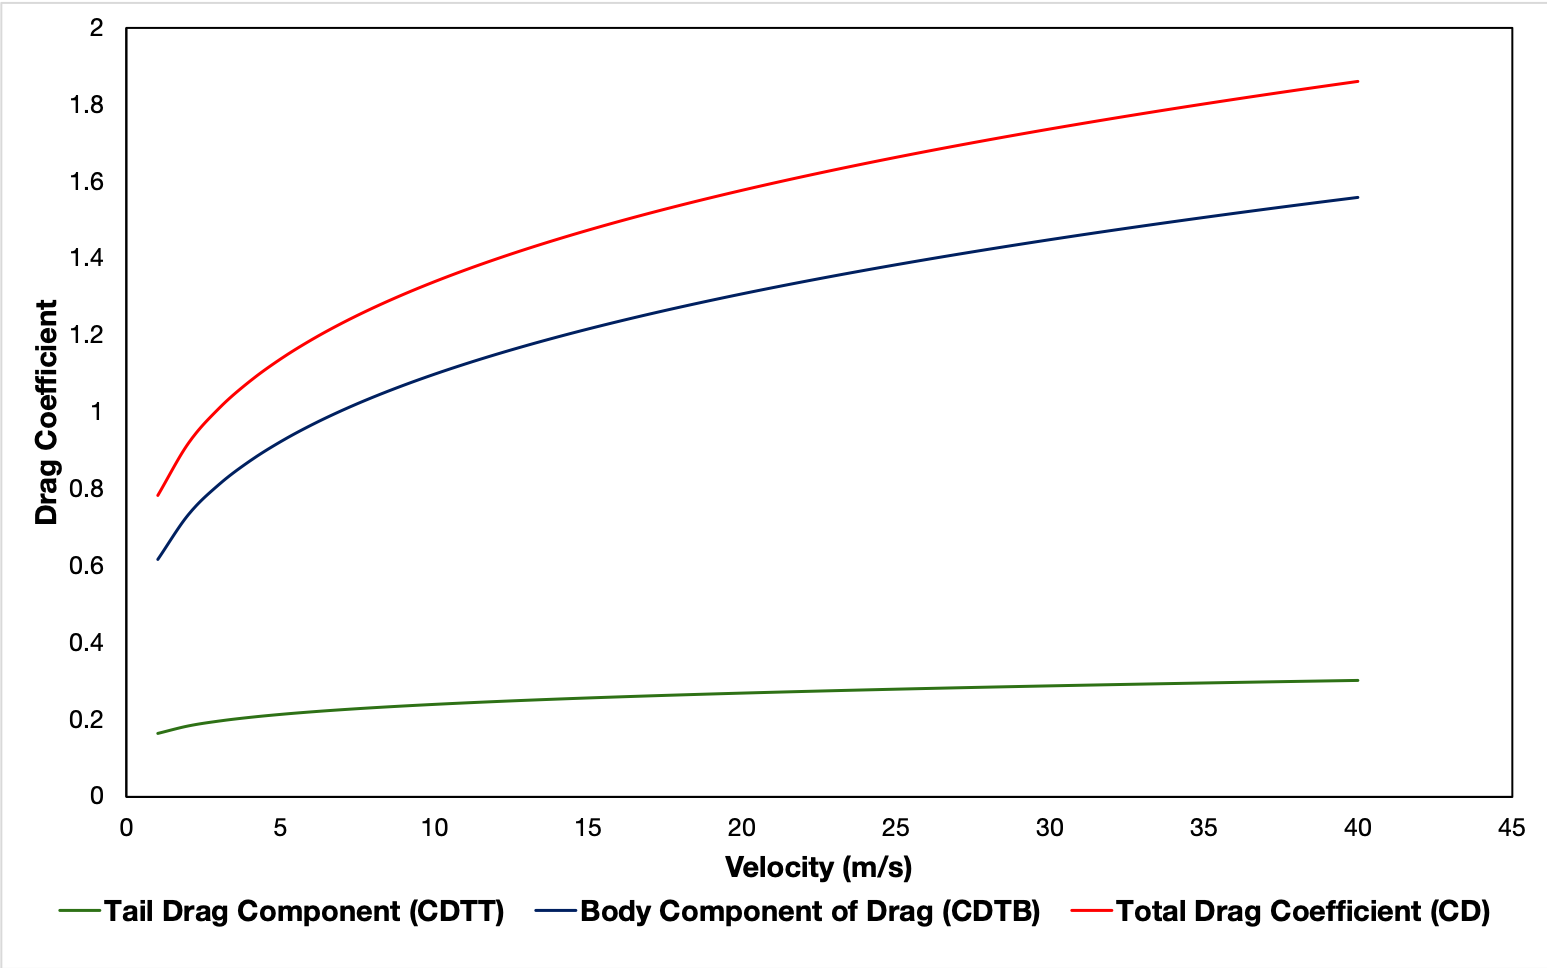 2
1.8
1.6
1.4
1.2
1
0.8
0.6
0.4
0.2
0
Drag Coefficient
0 5 10 15 20 25 30 35 40 45
Velocity (m/s)
Tail Drag Component (CDTT) Body Component of Drag (CDTB) Total Drag Coefficient (CD)